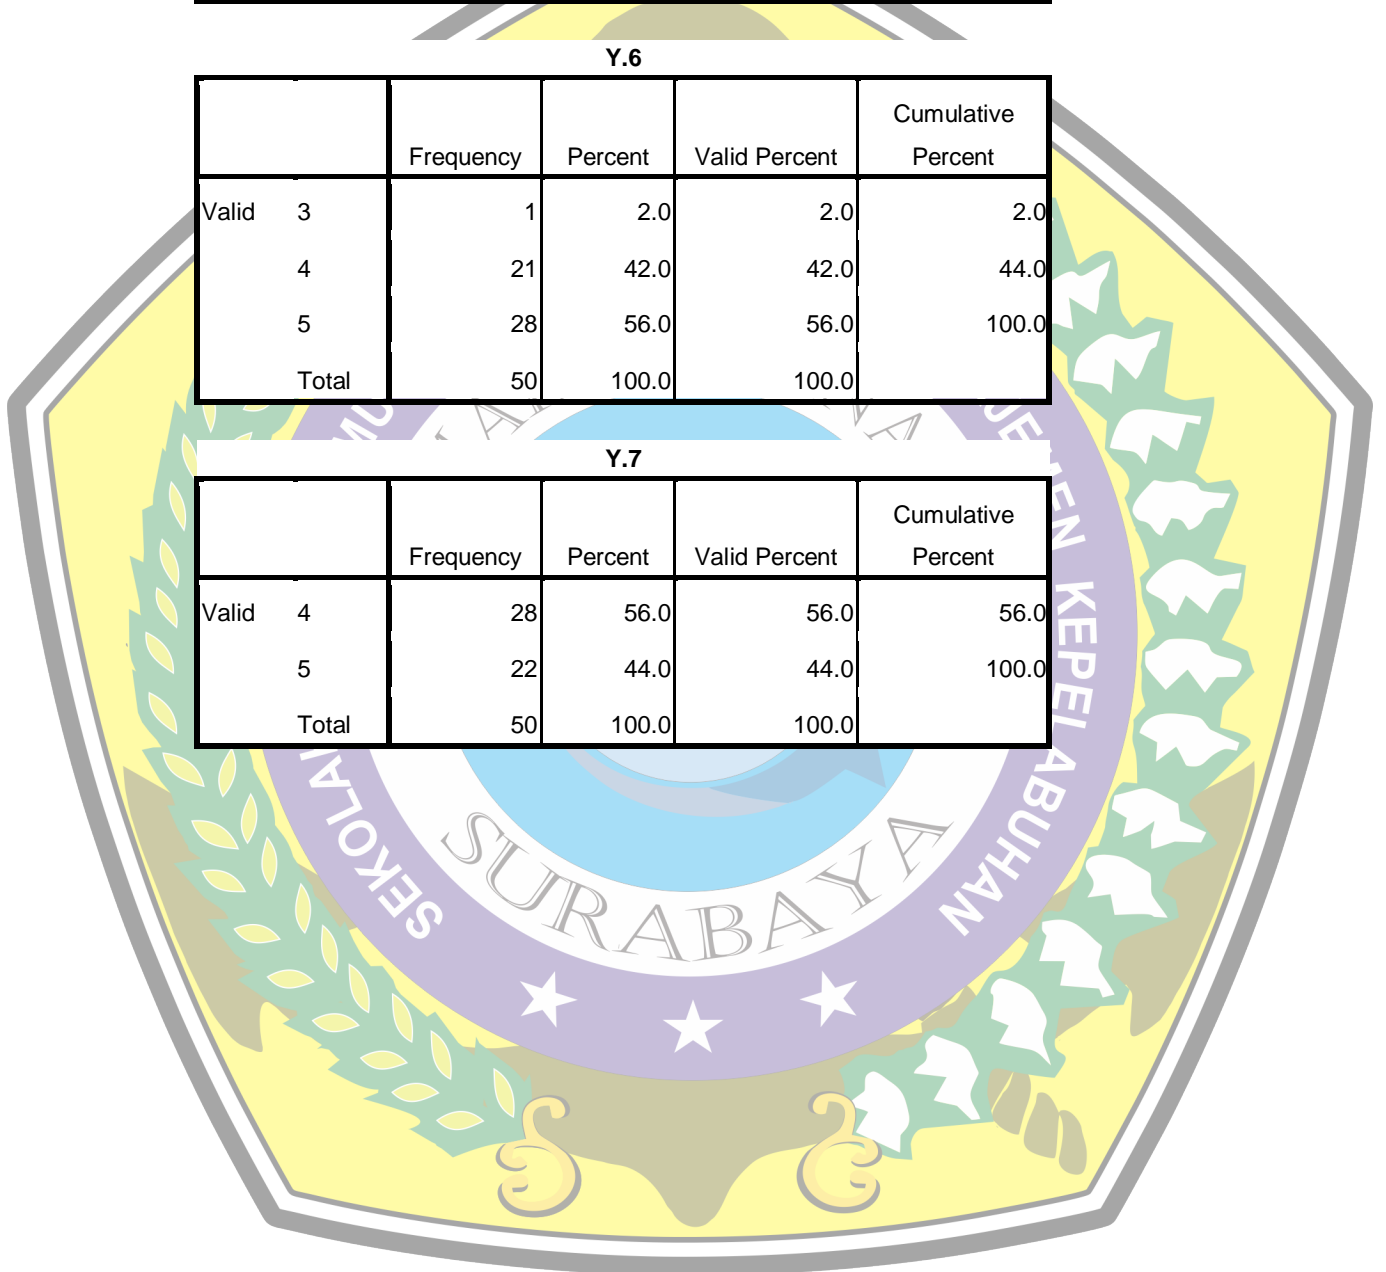 Y.6
Frequency Percent Valid Percent Cumulative Percent
Valid 3 1 2.0 2.0 2.0
4 21 42.0 42.0 44.0
5 28 56.0 56.0 100.0
Total 50 100.0 100.0
Y.7
Frequency Percent Valid Percent Cumulative Percent
Valid 4 28 56.0 56.0 56.0
5 22 44.0 44.0 100.0
Total 50 100.0 100.0
KEPELABUHAN
SURABAYA